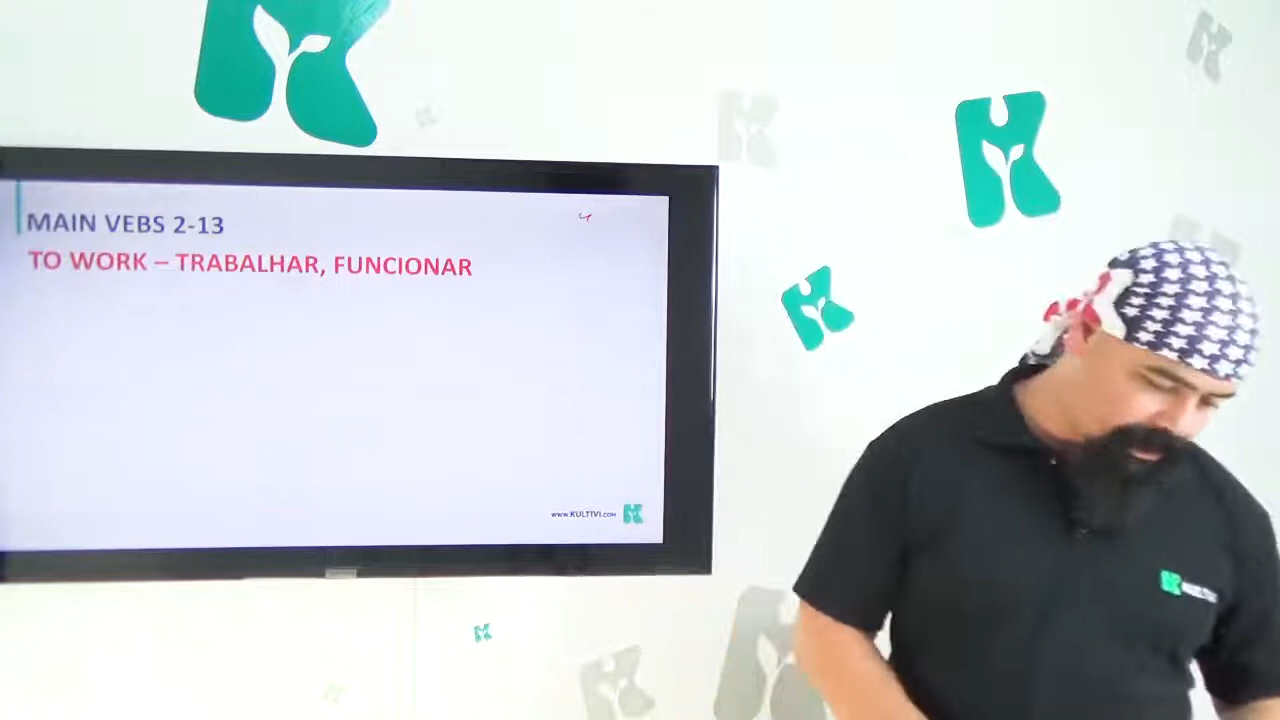 MAIN VEBS 2-13
TO WORK – TRABALHAR, FUNCIONAR
WWW.KULTIVI.COM